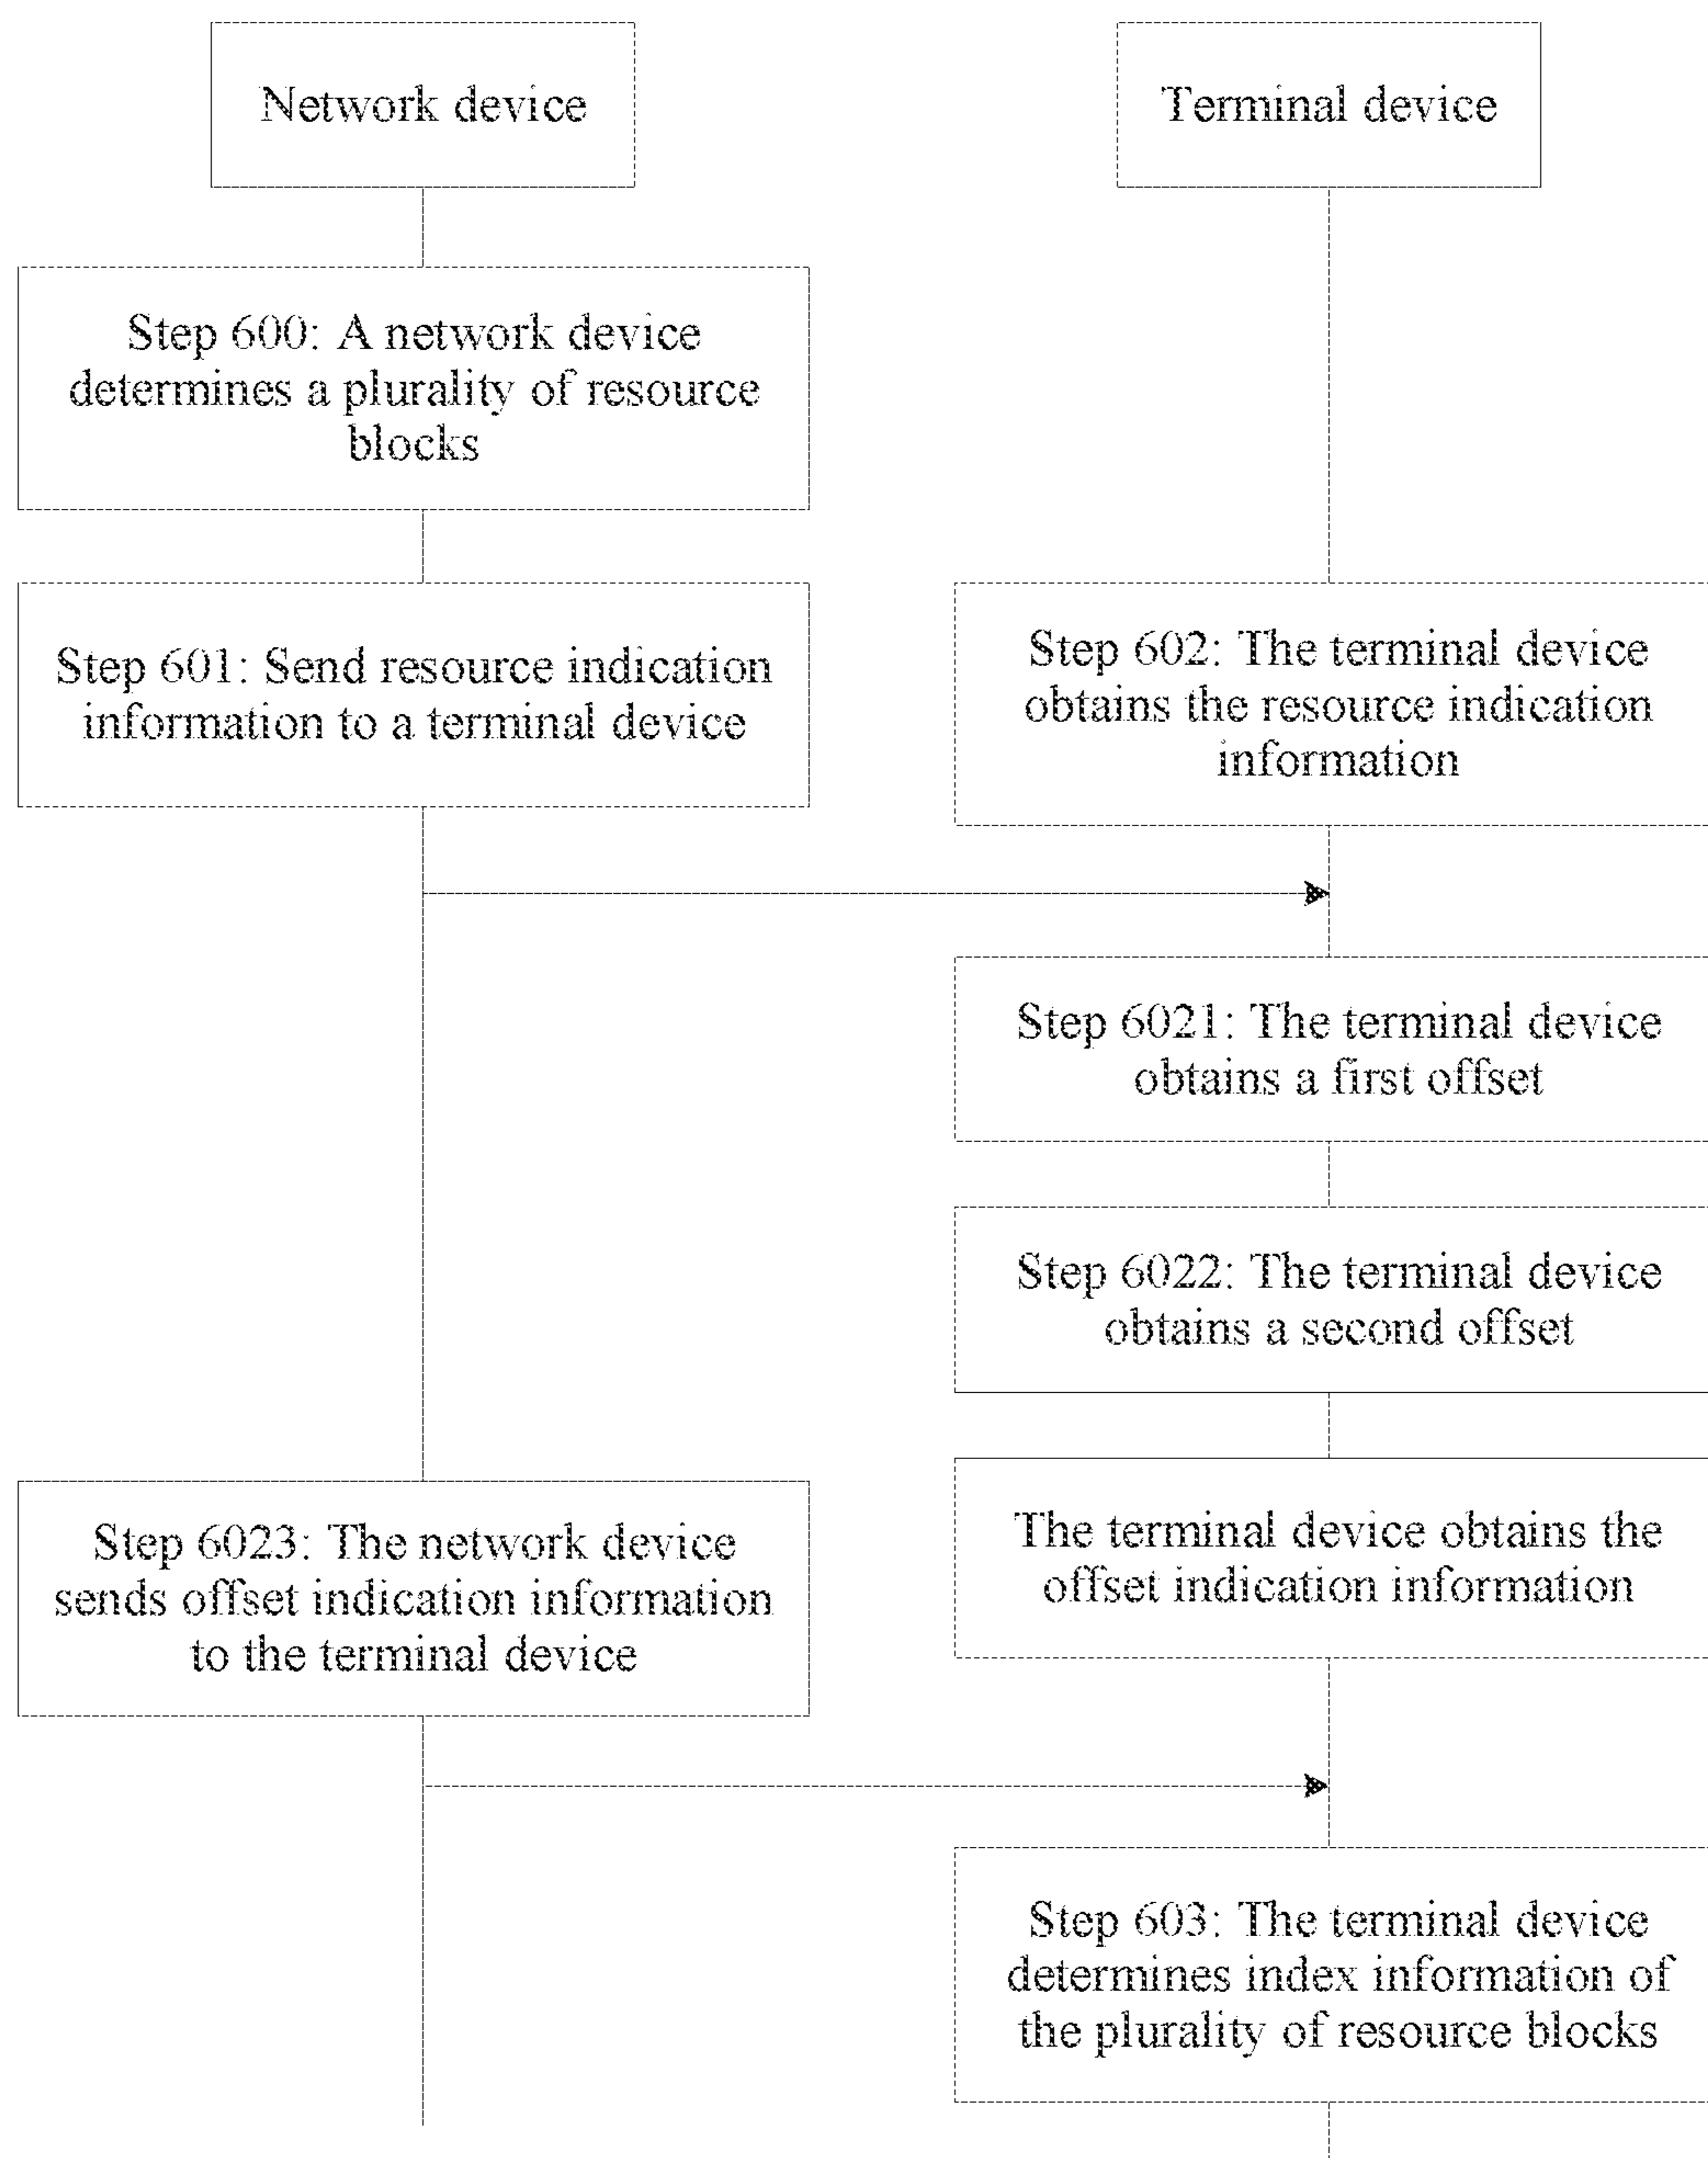 Network device
Terminal device
Step 600: A network device
determines a plurality of resource
blocks
Step 601: Send resource indication
information to a terminal device
Step 602: The terminal device
obtains the resource indication
information
Step 6021: The terminal device
obtains a first offset
Step 6022: The terminal device
obtains a second offset
Step 6023: The network device
sends offset indication information
to the terminal device
The terminal device obtains the
offset indication information
Step 603: The terminal device
determines index information of
the plurality of resource blocks